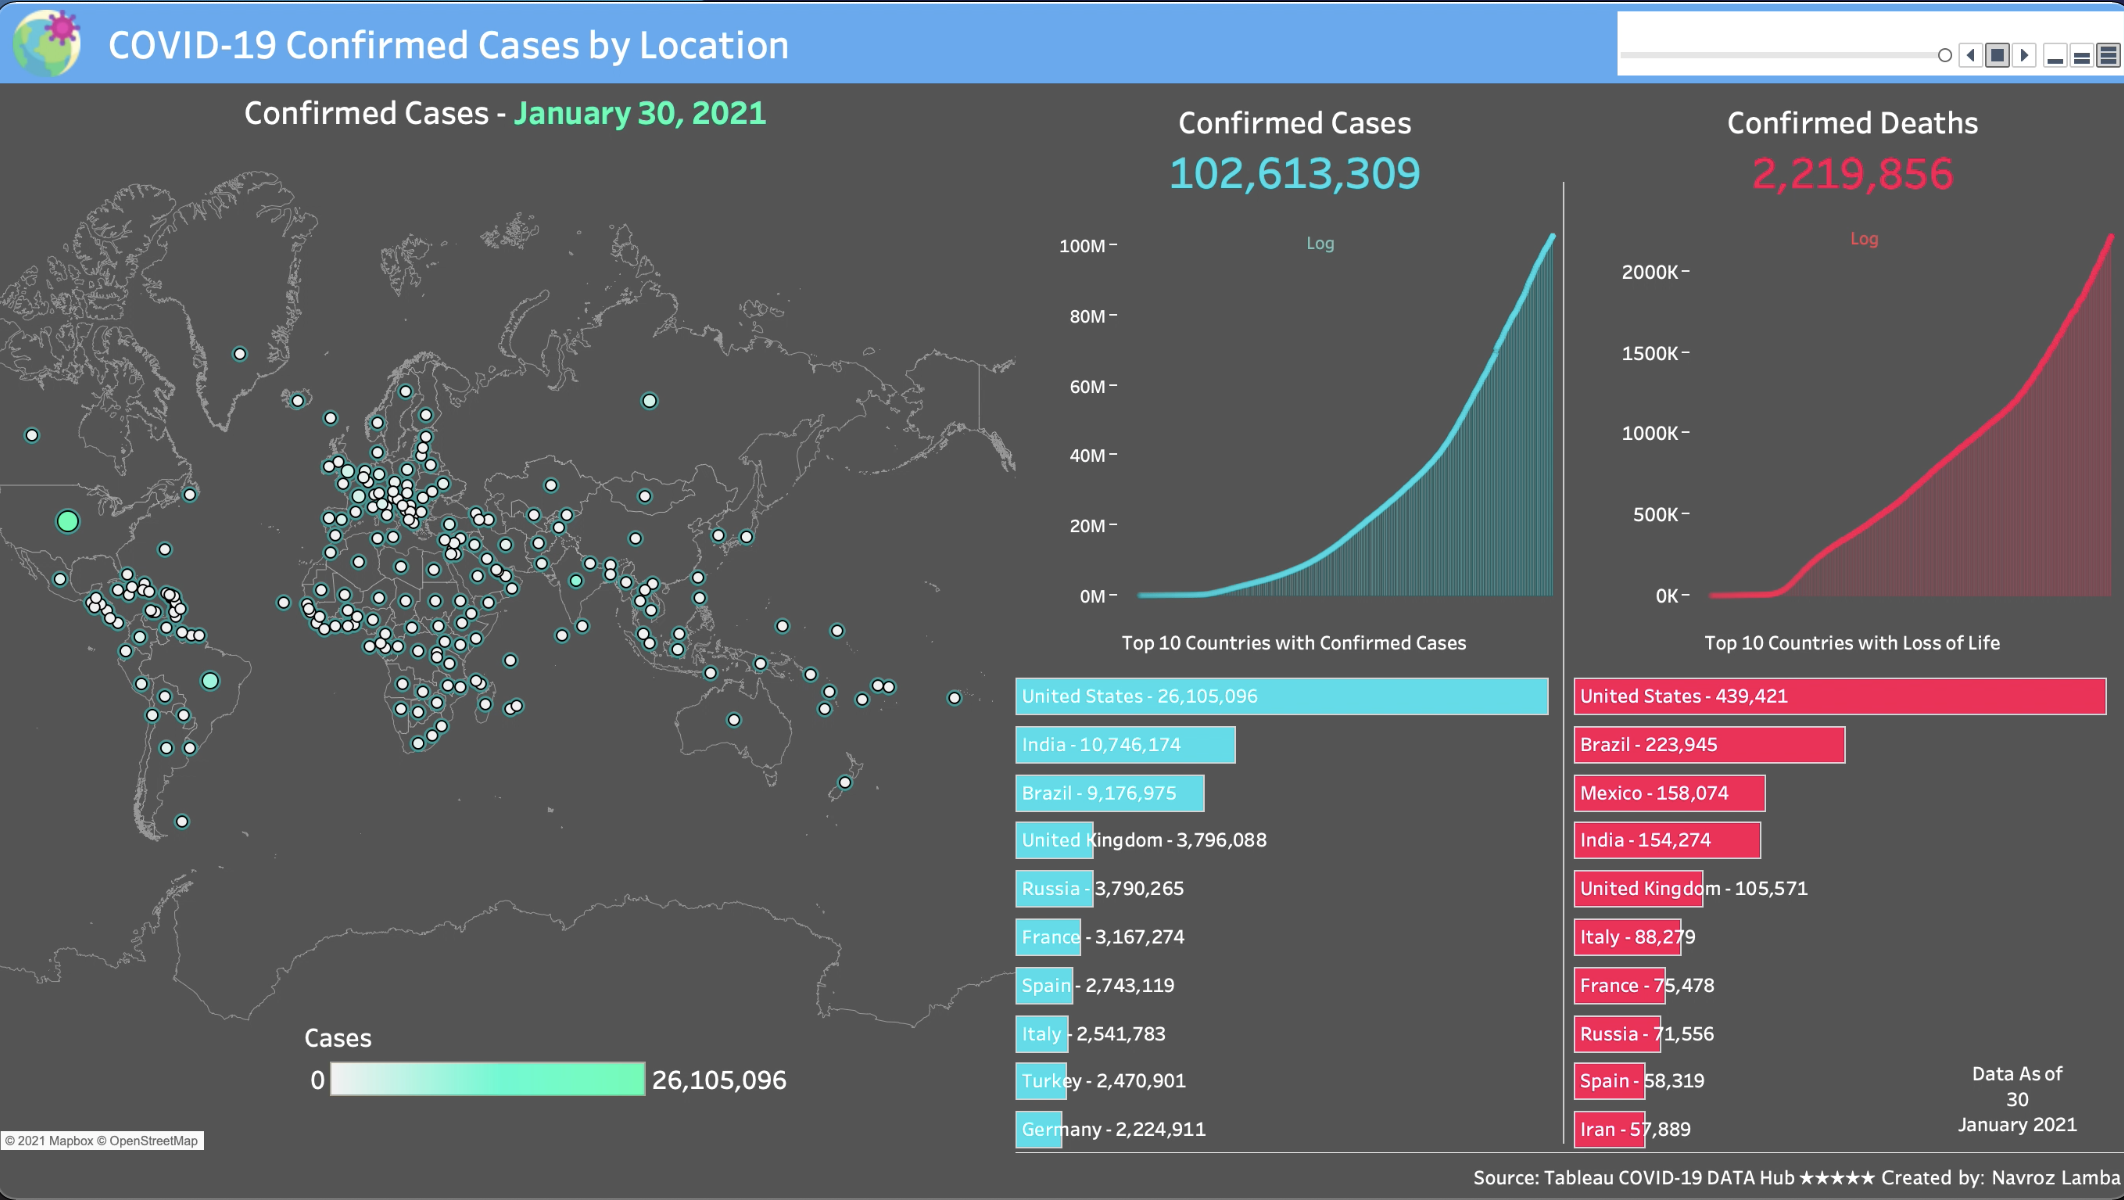 COVID-19 Confirmed Cases by Location
Confirmed Cases - January 30, 2021
Cases
0
26,105,096
© 2021 Mapbox © OpenStreetMap
Confirmed Cases
102,613,309
Log
100M
80M
60M
40M
20M
0M
Top 10 Countries with Confirmed Cases
United States - 26,105,096
India - 10,746,174
Brazil - 9,176,975
United Kingdom - 3,796,088
Russia - 3,790,265
France - 3,167,274
Spain - 2,743,119
Italy - 2,541,783
Turkey - 2,470,901
Germany - 2,224,911
Confirmed Deaths
2,219,856
Log
2000K
1500K
1000K
500K
0K
Top 10 Countries with Loss of Life
United States - 439,421
Brazil - 223,945
Mexico - 158,074
India - 154,274
United Kingdom - 105,571
Italy - 88,279
France - 75,478
Russia - 71,556
Spain - 58,319
Iran - 57,889
Data As of
30
January 2021
Source: Tableau COVID-19 DATA Hub ★★★★★ Created by: Navroz Lamba